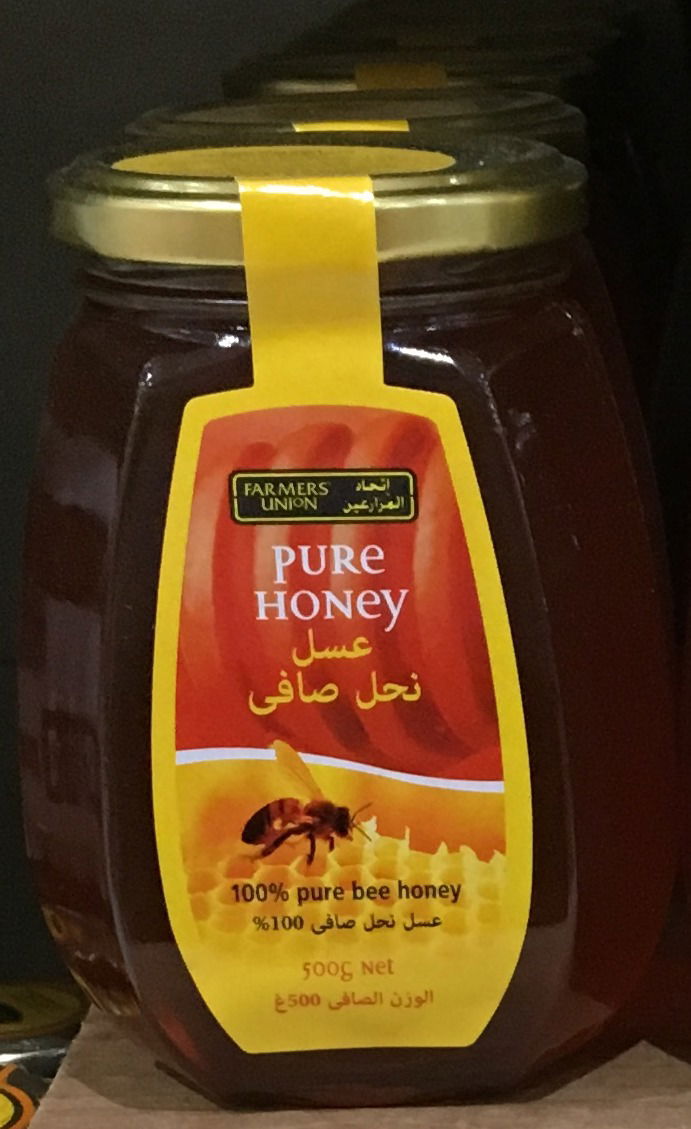 FARMERS
UNION
إتحاد
المزارعين
PURe
HONey
عسل
نحل صافى
100% pure bee honey
عسل نحل صافى 100%
500g Net
الوزن الصافى 500غ